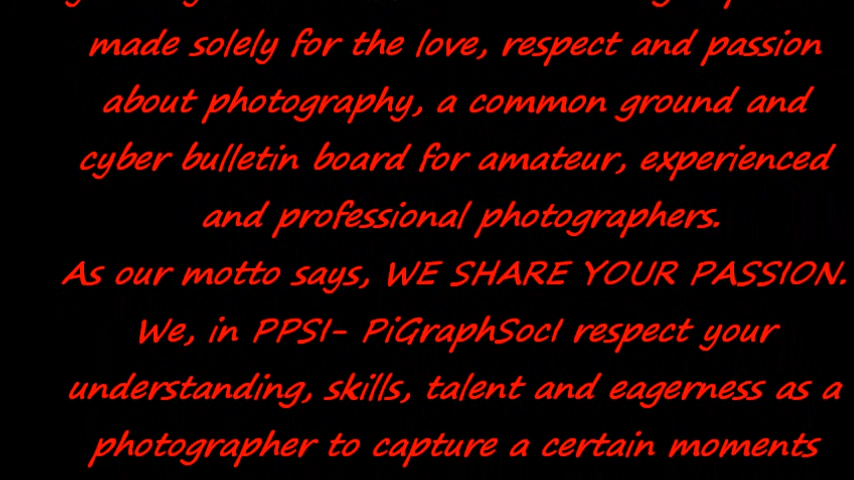 made solely for the love, respect and passion
about photography, a common ground and
cyber bulletin board for amateur, experienced
and professional photographers.
As our motto says, WE SHARE YOUR PASSION.
We, in PPSI- PiGraphSocI respect your
understanding, skills, talent and eagerness as a
photographer to capture a certain moments